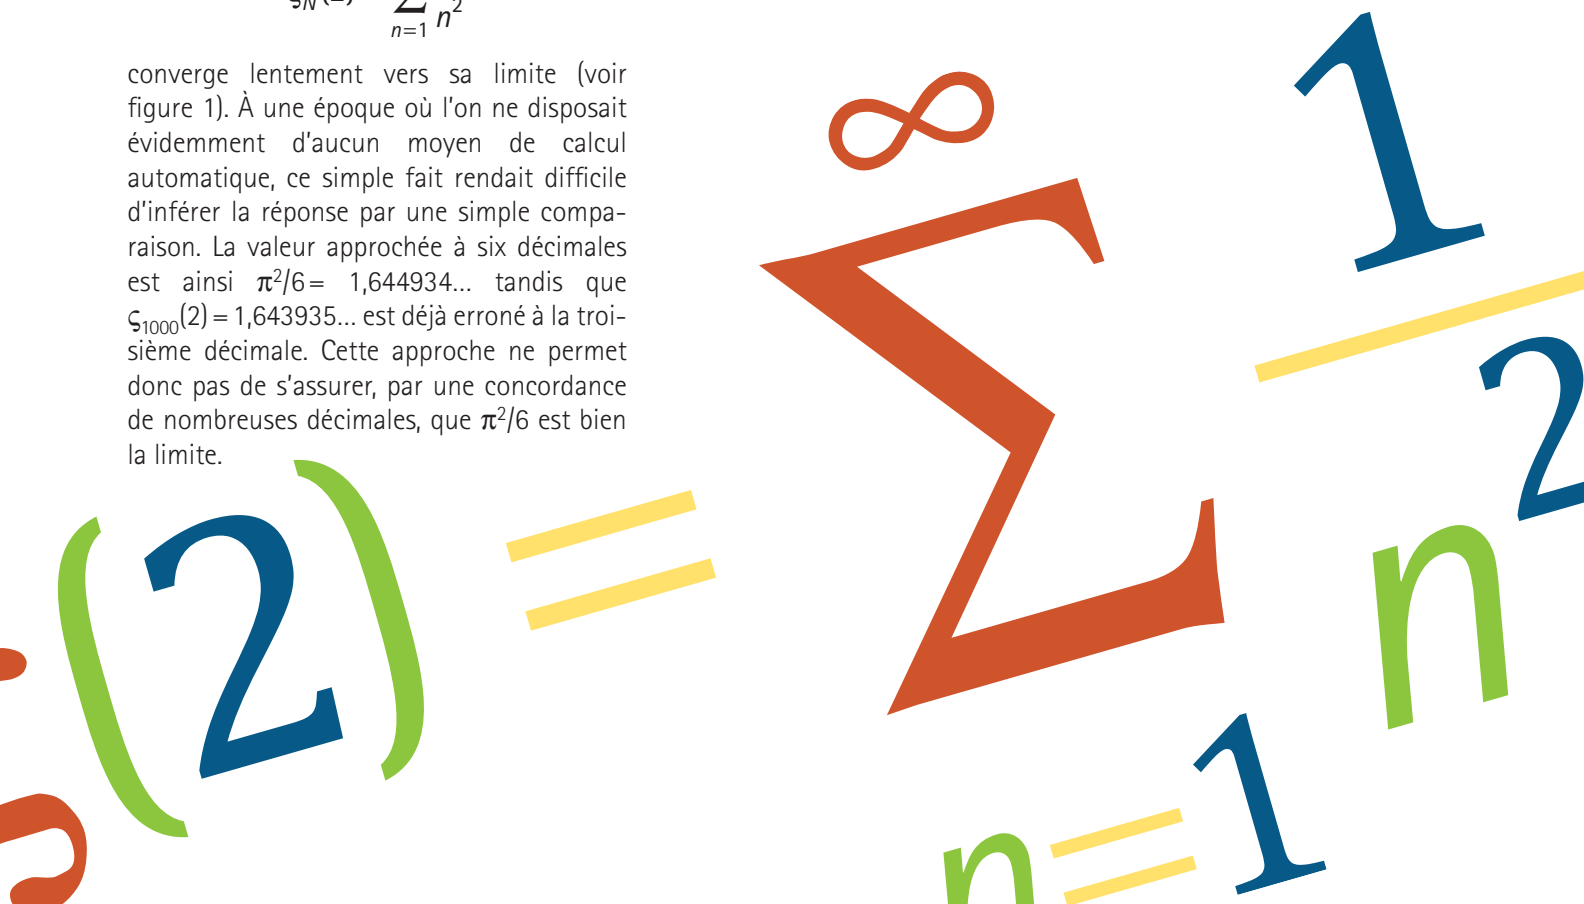 ςN(2) ∑ n²
n=1
converge lentement vers sa limite (voir
figure 1). À une époque où l'on ne disposait
évidemment d'aucun moyen de calcul
automatique, ce simple fait rendait difficile
d'inférer la réponse par une simple compa-
raison. La valeur approchée à six décimales
est ainsi π²/6 = 1,644934... tandis que
ς₁₀₀₀(2) = 1,643935... est déjà erroné à la troi-
sième décimale. Cette approche ne permet
donc pas de s'assurer, par une concordance
de nombreuses décimales, que π²/6 est bien
la limite.
ς(2) = ∞ ∑ n=1 1 n²